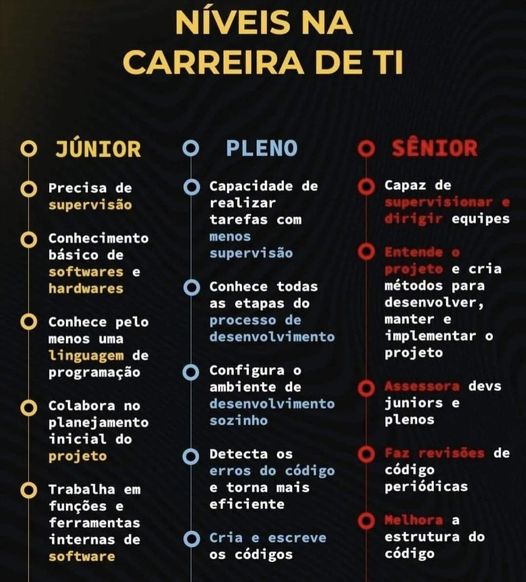 NÍVEIS NA
CARREIRA DE TI
JÚNIOR
Precisa de
supervisão
Conhecimento
básico de
softwares e
hardwares
Conhece pelo
menos uma
linguagem de
programação
Colabora no
planejamento
inicial do
projeto
Trabalha em
funções e
ferramentas
internas de
software
PLENO
Capacidade de
realizar
tarefas com
menos
supervisão
Conhece todas
as etapas do
processo de
desenvolvimento
Configura o
ambiente de
desenvolvimento
sozinho
Detecta os
erros do código
e torna mais
eficiente
Cria e escreve
os códigos
SÊNIOR
Capaz de
supervisionar e
dirigir equipes
Entende o
projeto e cria
métodos para
desenvolver,
manter e
implementar o
projeto
Assessora devs
juniors e
plenos
Faz revisões de
código
periódicas
Melhora a
estrutura do
código